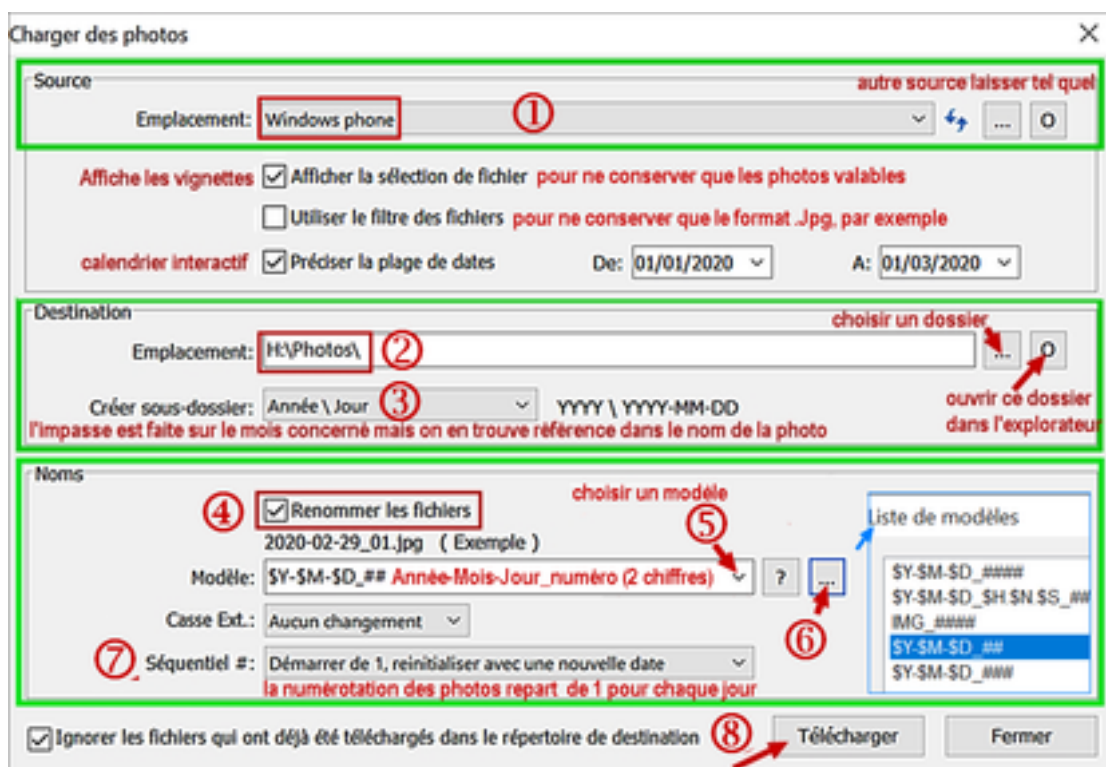 Charger des photos
Source
autre source laisser tel quel
Emplacement: Windows phone ① ... O
Affiche les vignettes Afficher la sélection de fichier pour ne conserver que les photos valables
Utiliser le filtre des fichiers pour ne conserver que le format .Jpg, par exemple
calendrier interactif Préciser la plage de dates De: 01/01/2020 A: 01/03/2020
Destination
choisir un dossier
Emplacement: H:\Photos\ ② ... O
Créer sous-dossier: Année \ Jour ③ YYYY \ YYYY-MM-DD
ouvrir ce dossier
dans l'explorateur
l'impasse est faite sur le mois concerné mais on en trouve référence dans le nom de la photo
Noms
④ Renommer les fichiers
choisir un modèle
⑤
2020-02-29_01.jpg ( Exemple )
Modèle: $Y-$M-$D_## Année-Mois-Jour_numéro (2 chiffres) ? ...
Casse Ext.: Aucun changement
⑥
⑦ Séquentiel #: Démarrer de 1, reinitialiser avec une nouvelle date
la numérotation des photos repart de 1 pour chaque jour
Liste de modèles
$Y-$M-$D_####
$Y-$M-$D_$H.$N.$S_##
IMG_####
$Y-$M-$D_##
$Y-$M-$D_###
Ignorer les fichiers qui ont déjà été téléchargés dans le répertoire de destination ⑧ Télécharger Fermer